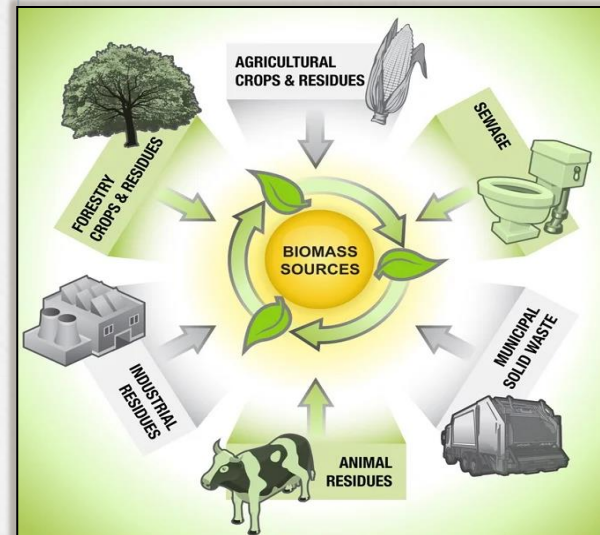 AGRICULTURAL
CROPS & RESIDUES
SEWAGE
FORESTRY
CROPS & RESIDUES
BIOMASS
SOURCES
MUNICIPAL
SOLID WASTE
INDUSTRIAL
RESIDUES
ANIMAL
RESIDUES